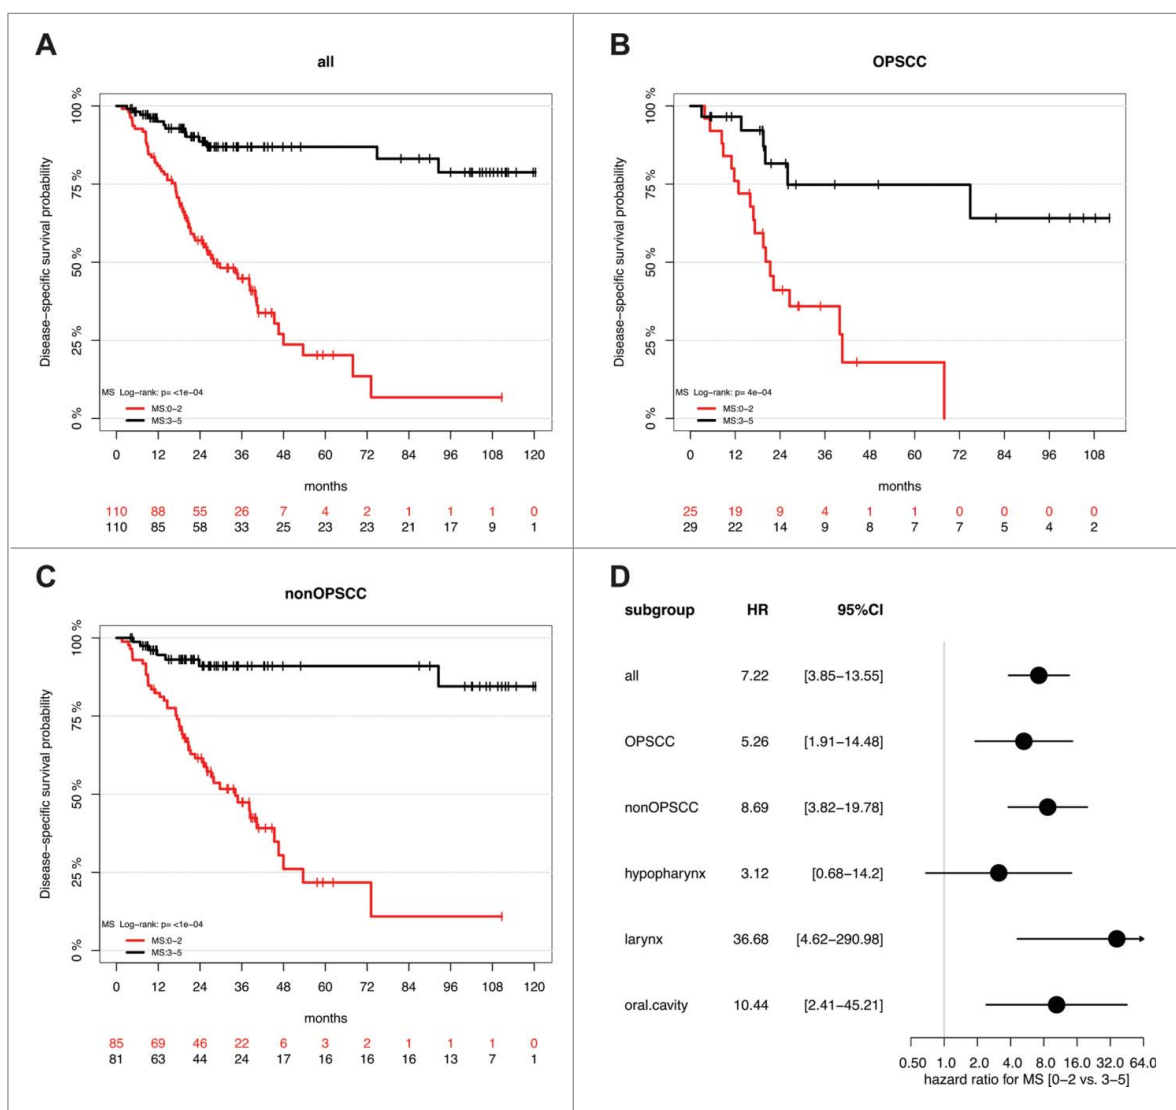 A
all
Disease-specific survival probability
100 %
75 %
50 %
25 %
0 %
MS Log-rank: p= <1e-04
MS:0-2
MS:3-5
0 12 24 36 48 60 72 84 96 108 120
months
110 88 55 26 7 4 2 1 1 1 0
110 85 58 33 25 23 23 21 17 9 1
B
OPSCC
Disease-specific survival probability
100 %
75 %
50 %
25 %
0 %
MS Log-rank: p= 4e-04
MS:0-2
MS:3-5
0 12 24 36 48 60 72 84 96 108
months
25 19 9 4 1 1 0 0 0 0
29 22 14 9 8 7 7 5 4 2
C
nonOPSCC
Disease-specific survival probability
100 %
75 %
50 %
25 %
0 %
MS Log-rank: p= <1e-04
MS:0-2
MS:3-5
0 12 24 36 48 60 72 84 96 108 120
months
85 69 46 22 6 3 2 1 1 1 0
81 63 44 24 17 16 16 16 13 7 1
D
subgroup HR 95%CI
all 7.22 [3.85-13.55]
OPSCC 5.26 [1.91-14.48]
nonOPSCC 8.69 [3.82-19.78]
hypopharynx 3.12 [0.68-14.2]
larynx 36.68 [4.62-290.98]
oral.cavity 10.44 [2.41-45.21]
0.50 1.0 2.0 4.0 8.0 16.0 32.0 64.0
hazard ratio for MS [0-2 vs. 3-5]